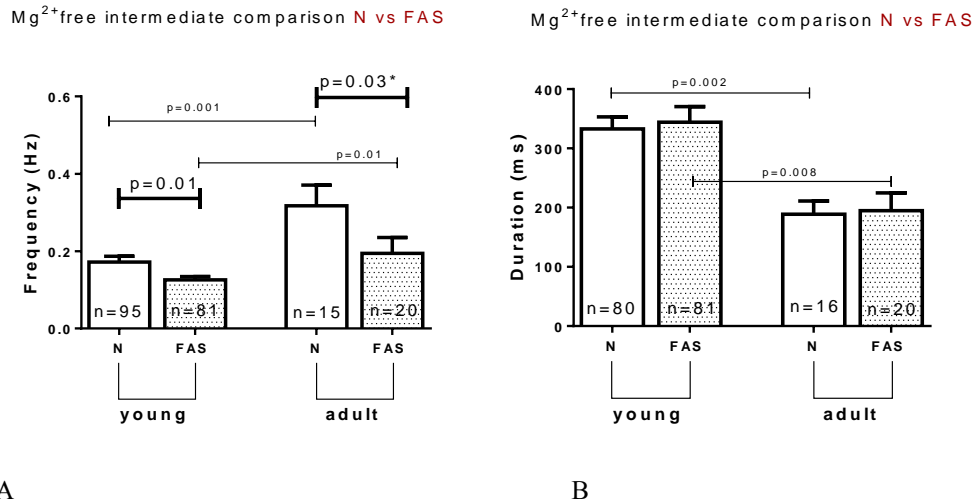 Mg2+free intermediate comparison N vs FAS
p=0.03*
0.6
p=0.001
p=0.01
0.4
p=0.01
0.2
0.0
Frequency (Hz)
n=95 n=81 n=15 n=20
N FAS N FAS
young adult
A
Mg2+free intermediate comparison N vs FAS
p=0.002
400
300
p=0.008
200
100
0
Duration (ms)
n=80 n=81 n=16 n=20
N FAS N FAS
young adult
B